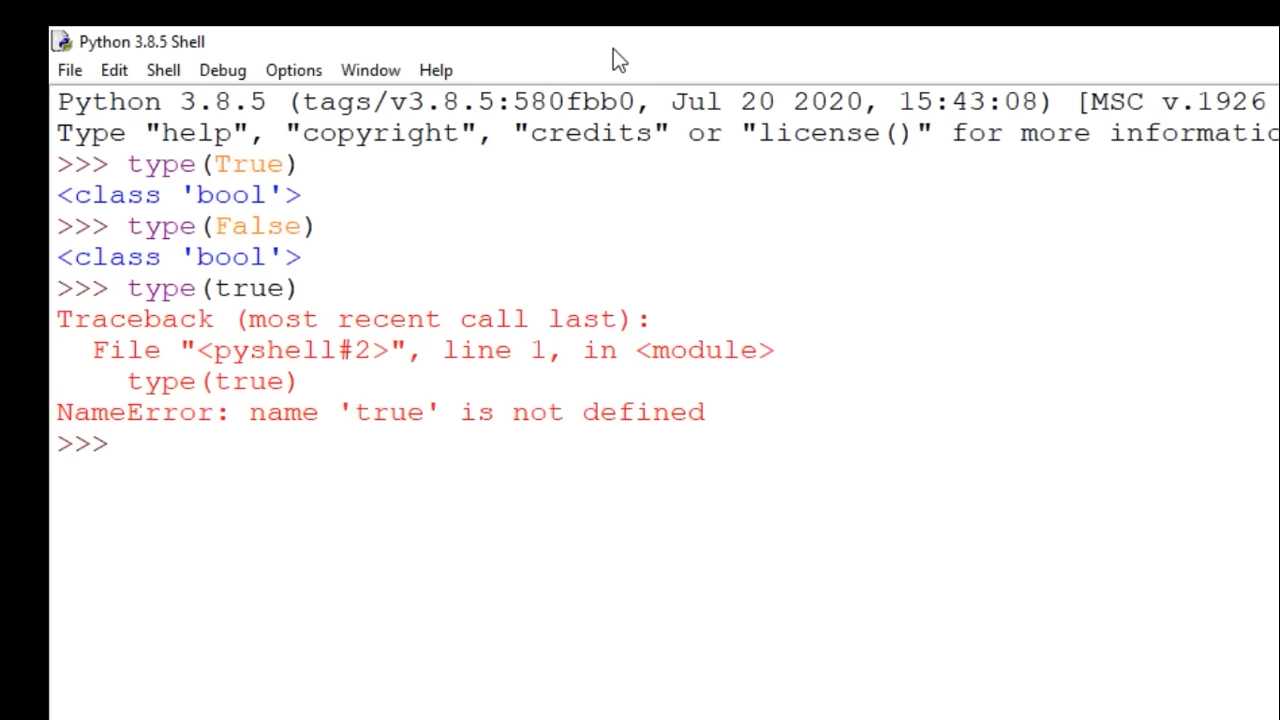 Python 3.8.5 Shell
File Edit Shell Debug Options Window Help
Python 3.8.5 (tags/v3.8.5:580fbb0, Jul 20 2020, 15:43:08) [MSC v.1926
Type "help", "copyright", "credits" or "license()" for more informatio
>>> type(True)
<class 'bool'>
>>> type(False)
<class 'bool'>
>>> type(true)
Traceback (most recent call last):
  File "<pyshell#2>", line 1, in <module>
    type(true)
NameError: name 'true' is not defined
>>>